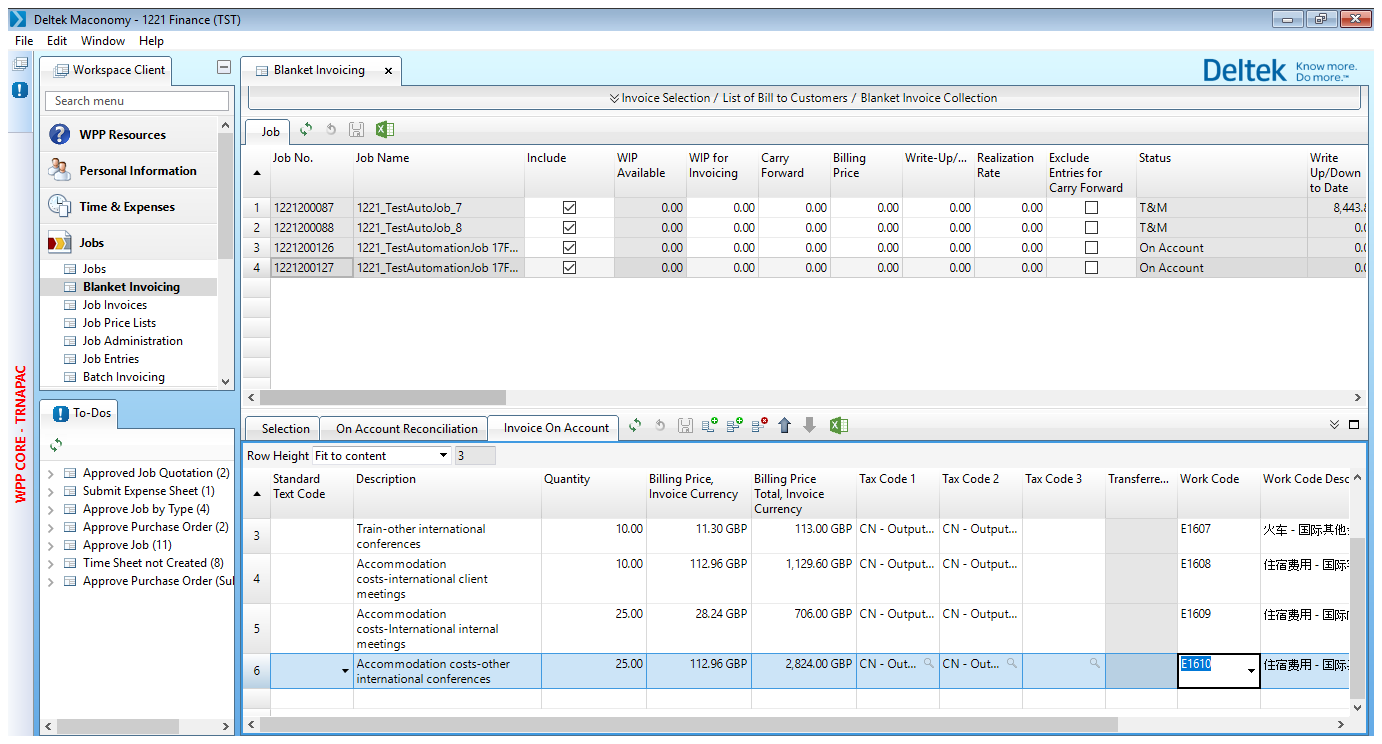 Deltek Maconomy - 1221 Finance (TST)
File Edit Window Help
Workspace Client
Search menu
WPP Resources
Personal Information
Time & Expenses
Jobs
Jobs
Blanket Invoicing
Job Invoices
Job Price Lists
Job Administration
Job Entries
Batch Invoicing
WPP CORE - TRNAPAC
To-Dos
Approved Job Quotation (2)
Submit Expense Sheet (1)
Approve Job by Type (4)
Approve Purchase Order (2)
Approve Job (11)
Time Sheet not Created (8)
Approve Purchase Order (Sul
Blanket Invoicing
Deltek Know more.
Do more.™
Invoice Selection / List of Bill to Customers / Blanket Invoice Collection
Job
Job No. Job Name Include WIP Available WIP for Invoicing Carry Forward Billing Price Write-Up/... Realization Rate Exclude Entries for Carry Forward Status Write Up/Down to Date
1 1221200087 1221_TestAutoJob_7 0.00 0.00 0.00 0.00 0.00 0.00 T&M 8,443.8
2 1221200088 1221_TestAutoJob_8 0.00 0.00 0.00 0.00 0.00 0.00 T&M 0.0
3 1221200126 1221_TestAutomationJob 17F... 0.00 0.00 0.00 0.00 0.00 0.00 On Account 0.0
4 1221200127 1221_TestAutomationJob 17F... 0.00 0.00 0.00 0.00 0.00 0.00 On Account 0.0
Selection On Account Reconciliation Invoice On Account
Row Height Fit to content 3
Standard Text Code Description Quantity Billing Price, Invoice Currency Billing Price Total, Invoice Currency Tax Code 1 Tax Code 2 Tax Code 3 Transferre... Work Code Work Code Desc
3 Train-other international conferences 10.00 11.30 GBP 113.00 GBP CN - Output... CN - Output... E1607 火车 - 国际其他
4 Accommodation costs-international client meetings 10.00 112.96 GBP 1,129.60 GBP CN - Output... CN - Output... E1608 住宿费用 - 国际
5 Accommodation costs-International internal meetings 25.00 28.24 GBP 706.00 GBP CN - Output... CN - Output... E1609 住宿费用 - 国际
6 Accommodation costs-other international conferences 25.00 112.96 GBP 2,824.00 GBP CN - Out... CN - Out... E1610 住宿费用 - 国际